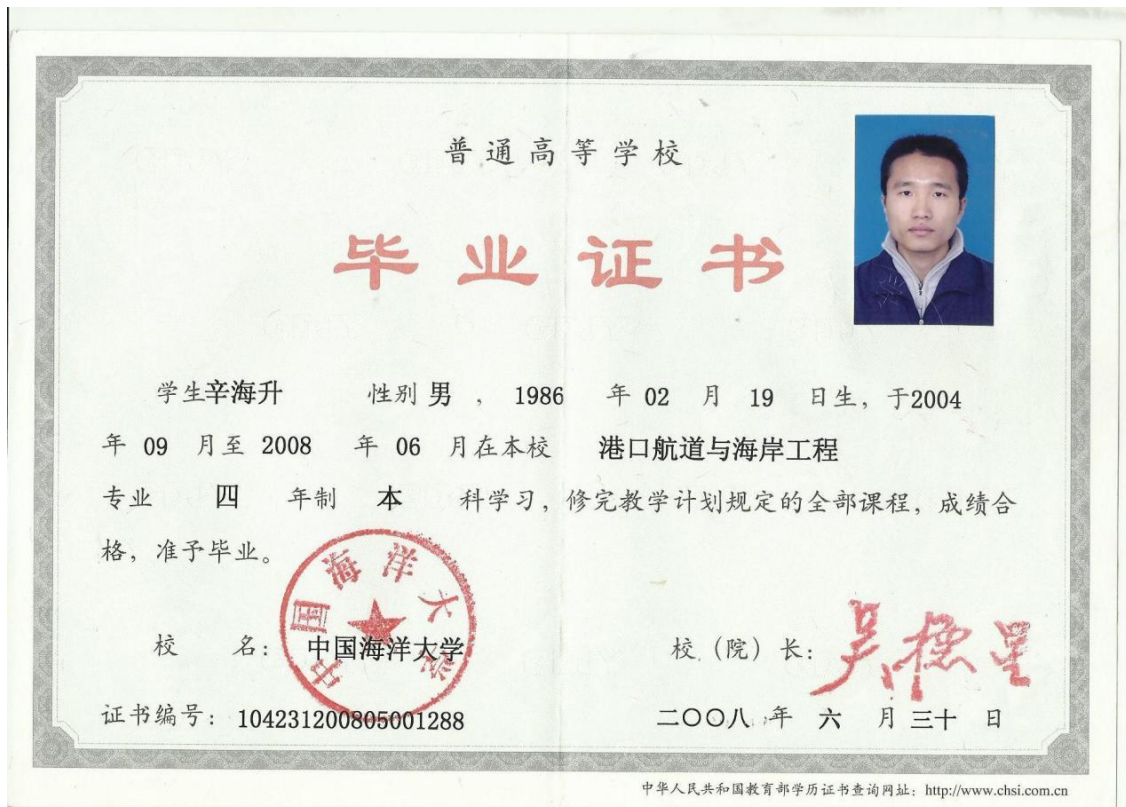 普通高等学校
毕业证书
学生辛海升 性别 男 ， 1986 年 02 月 19 日生，于2004
年 09 月至 2008 年 06 月在本校 港口航道与海岸工程
专业 四 年制 本 科学习，修完教学计划规定的全部课程，成绩合
格，准予毕业。
中国海洋大学
校 名： 中国海洋大学 校（院）长： 吴德星
证书编号： 104231200805001288 二〇〇八 年 六 月 三十 日
中华人民共和国教育部学历证书查询网址：http://www.chsi.com.cn